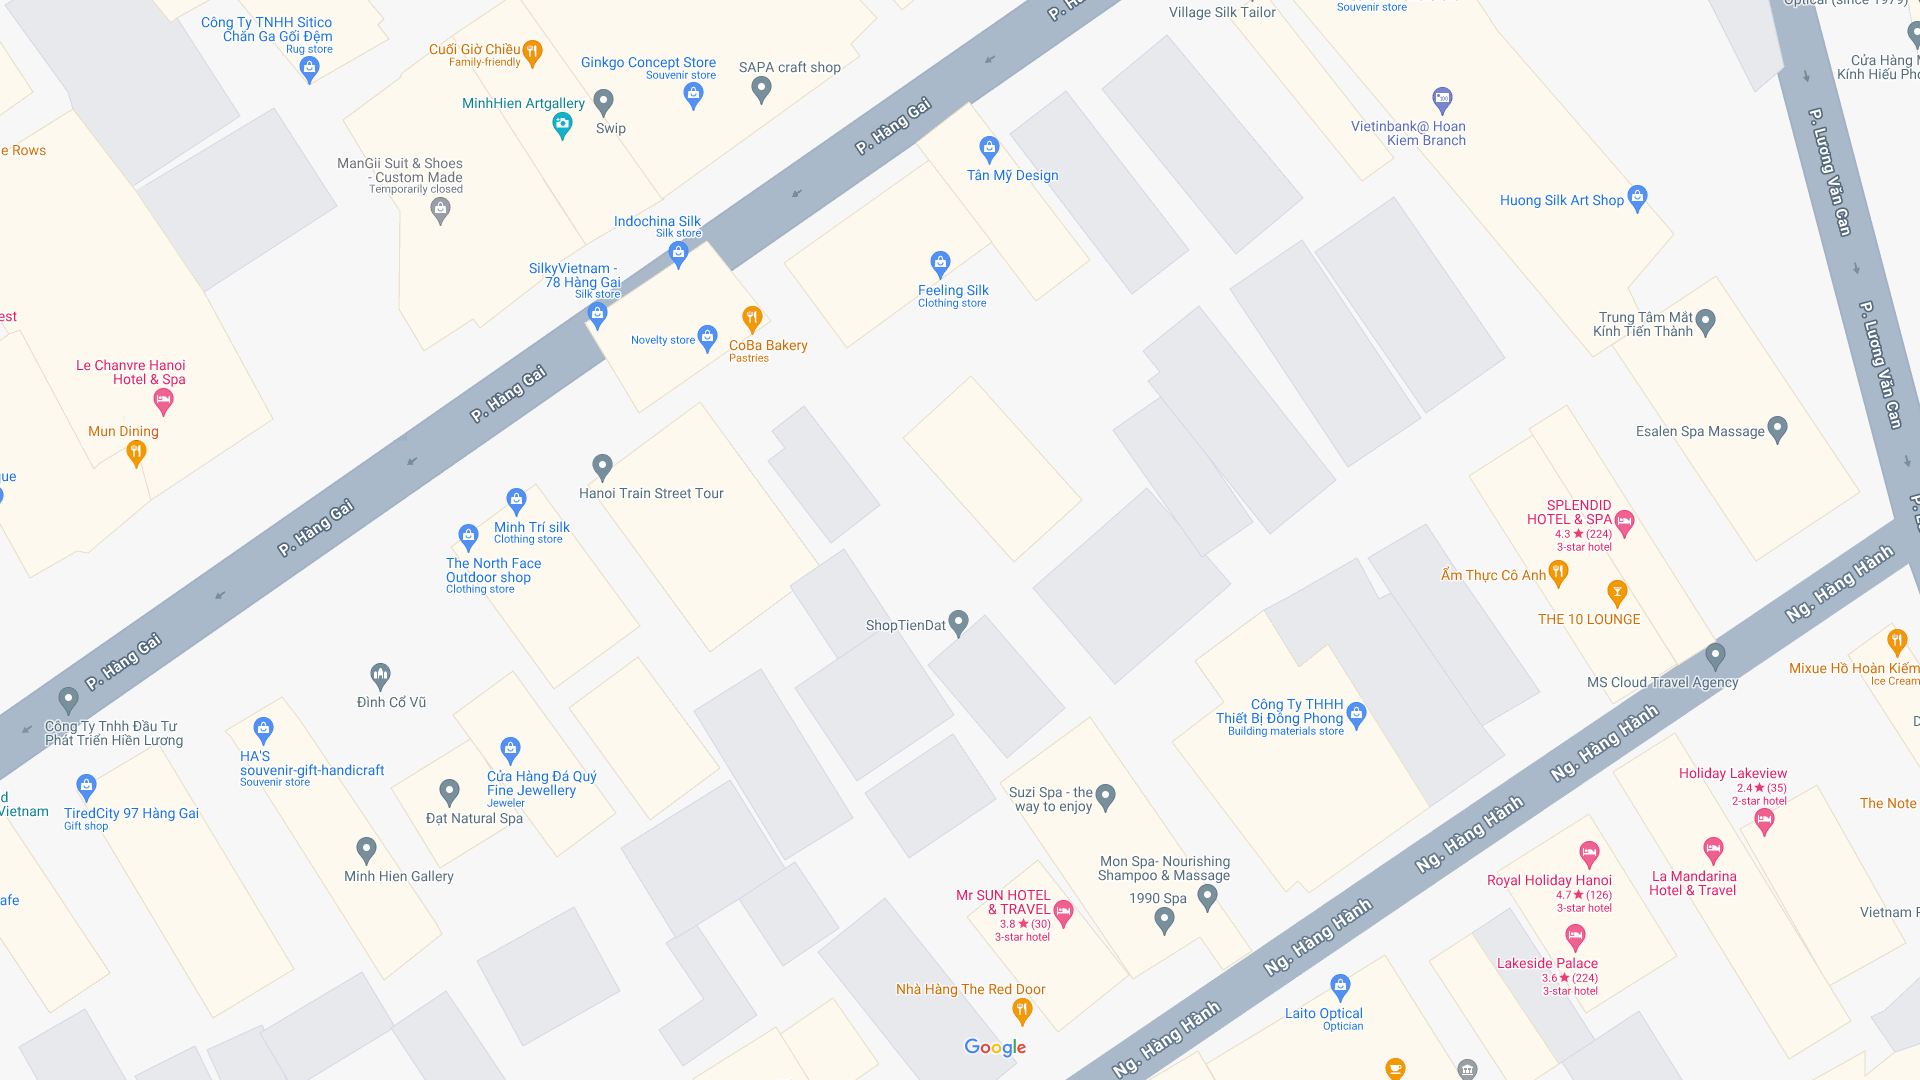 P. Hà
Village Silk Tailor
Souvenir store
Optical (since 1979)
Công Ty TNHH Sitico
Chăn Ga Gối Đệm
Rug store
Cuối Giờ Chiều
Family-friendly
Ginkgo Concept Store
Souvenir store
SAPA craft shop
Cửa Hàng
Kính Hiếu Pho
MinhHien Artgallery
Swip
P. Hàng Gai
Vietinbank@ Hoan
Kiem Branch
e Rows
ManGii Suit & Shoes
- Custom Made
Temporarily closed
Tân Mỹ Design
P. Lương Văn Can
Huong Silk Art Shop
Indochina Silk
Silk store
SilkyVietnam -
78 Hàng Gai
Silk store
Feeling Silk
Clothing store
est
Trung Tâm Mắt
Kính Tiến Thành
P. Lương Văn Can
Novelty store
CoBa Bakery
Pastries
Le Chanvre Hanoi
Hotel & Spa
P. Hàng Gai
Mun Dining
Esalen Spa Massage
que
Hanoi Train Street Tour
P. Hàng Gai
Minh Trí silk
Clothing store
SPLENDID
HOTEL & SPA
4.3 ★ (224)
3-star hotel
The North Face
Outdoor shop
Clothing store
Ẩm Thực Cô Anh
Ng. Hàng Hành
THE 10 LOUNGE
ShopTienDat
P. Hàng Gai
Mixue Hồ Hoàn Kiếm
Ice Cream
MS Cloud Travel Agency
Đình Cổ Vũ
Công Ty Tnhh Đầu Tư
Phát Triển Hiền Lương
Công Ty THHH
Thiết Bị Đông Phong
Building materials store
Ng. Hàng Hành
D
HA'S
souvenir-gift-handicraft
Souvenir store
Cửa Hàng Đá Quý
Fine Jewellery
Jeweler
Holiday Lakeview
2.4 ★ (35)
2-star hotel
d
Vietnam
TiredCity 97 Hàng Gai
Gift shop
Đạt Natural Spa
Suzi Spa - the
way to enjoy
The Note
Ng. Hàng Hành
Minh Hien Gallery
Mon Spa- Nourishing
Shampoo & Massage
1990 Spa
Royal Holiday Hanoi
4.7 ★ (126)
3-star hotel
La Mandarina
Hotel & Travel
afe
Mr SUN HOTEL
& TRAVEL
3.8 ★ (30)
3-star hotel
Vietnam
Ng. Hàng Hành
Lakeside Palace
3.6 ★ (224)
3-star hotel
Nhà Hàng The Red Door
Laito Optical
Optician
Google
Ng. Hàng Hành